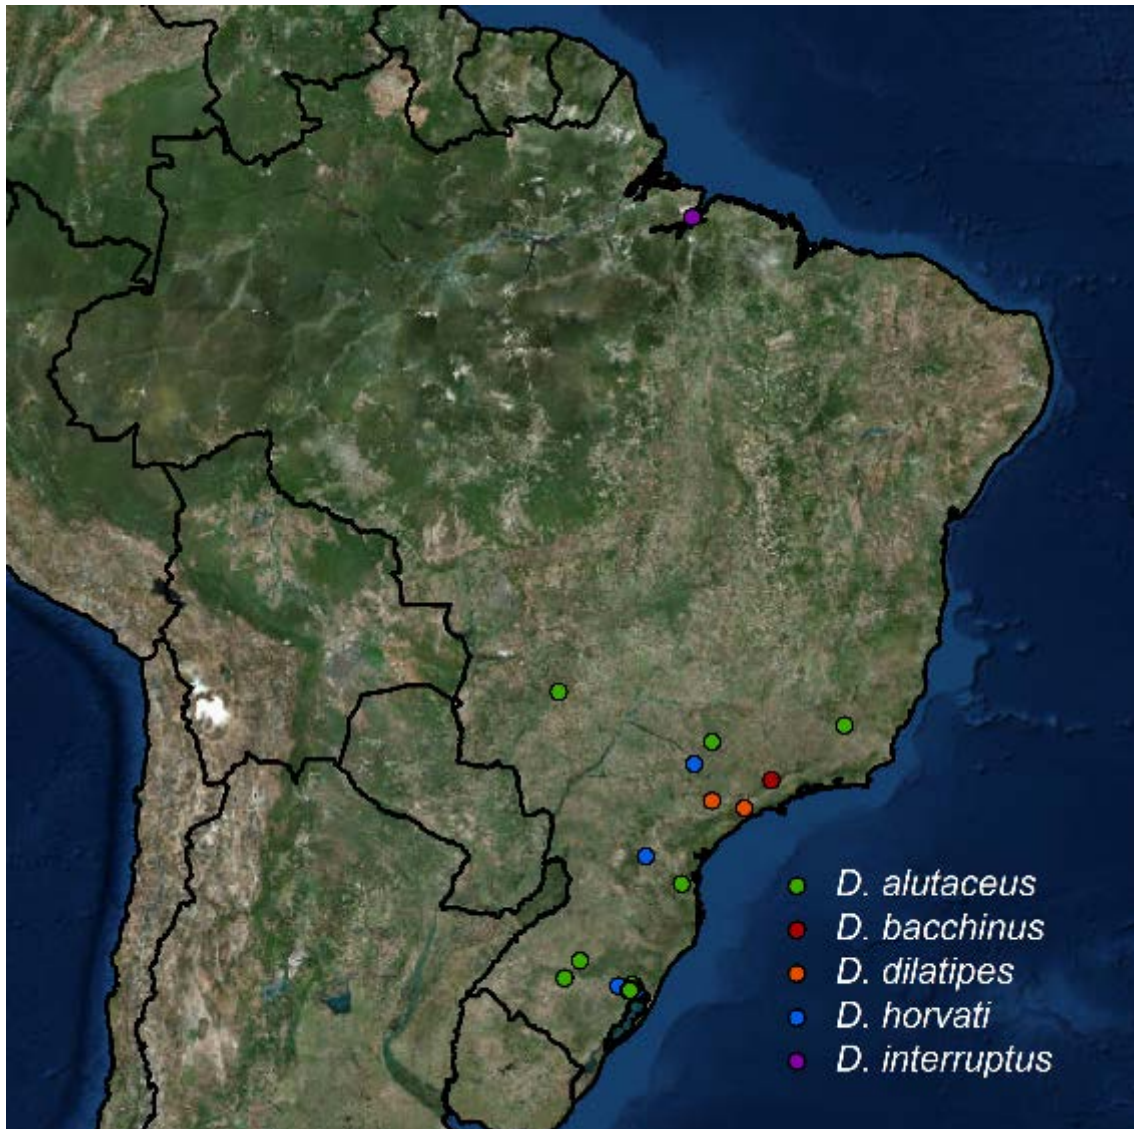 D. alutaceus
D. bacchinus
D. dilatipes
D. horvati
D. interruptus